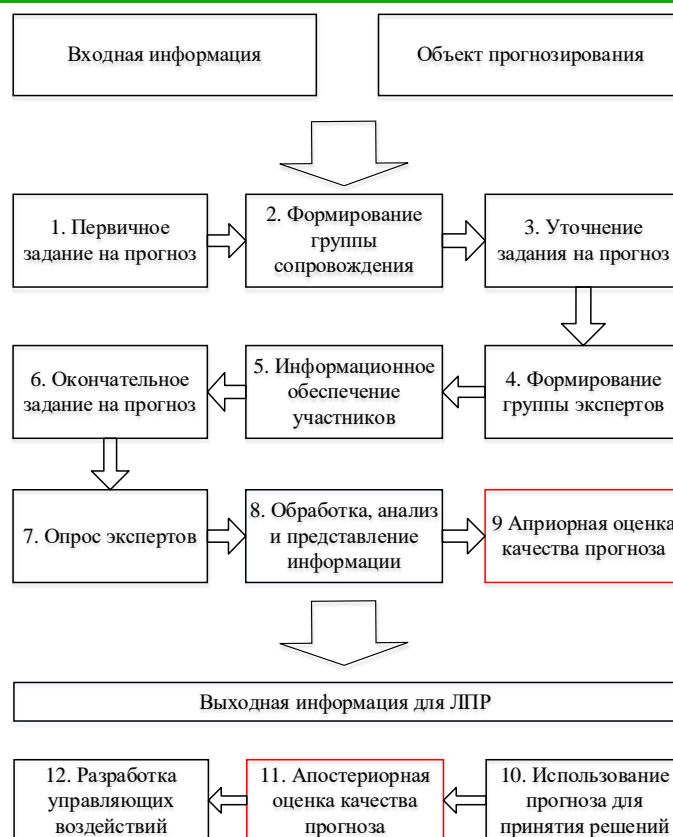 Входная информация
Объект прогнозирования
1. Первичное
задание на прогноз
2. Формирование
группы
сопровождения
3. Уточнение
задания на прогноз
6. Окончательное
задание на прогноз
5. Информационное
обеспечение
участников
4. Формирование
группы экспертов
7. Опрос экспертов
8. Обработка, анализ
и представление
информации
9 Априорная оценка
качества прогноза
Выходная информация для ЛПР
12. Разработка
управляющих
воздействий
11. Апостериорная
оценка качества
прогноза
10. Использование
прогноза для
принятия решений